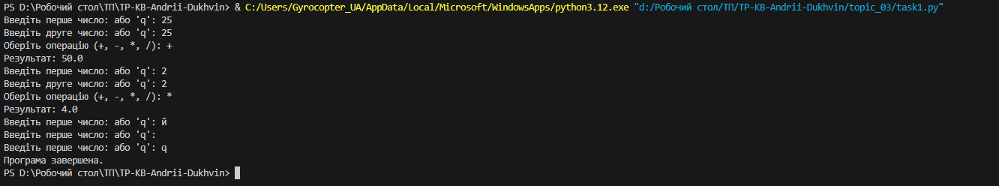 PS D:\Робочий стол\ТП\TP-KB-Andrii-Dukhvin> & C:/Users/Gyrocopter_UA/AppData/Local/Microsoft/WindowsApps/python3.12.exe "d:/Робочий стол/ТП/TP-KB-Andrii-Dukhvin/topic_03/task1.py"
Введіть перше число: або 'q': 25
Введіть друге число: або 'q': 25
Оберіть операцію (+, -, *, /): +
Результат: 50.0
Введіть перше число: або 'q': 2
Введіть друге число: або 'q': 2
Оберіть операцію (+, -, *, /): *
Результат: 4.0
Введіть перше число: або 'q': й
Введіть перше число: або 'q':
Введіть перше число: або 'q': q
Програма завершена.
PS D:\Робочий стол\ТП\TP-KB-Andrii-Dukhvin>